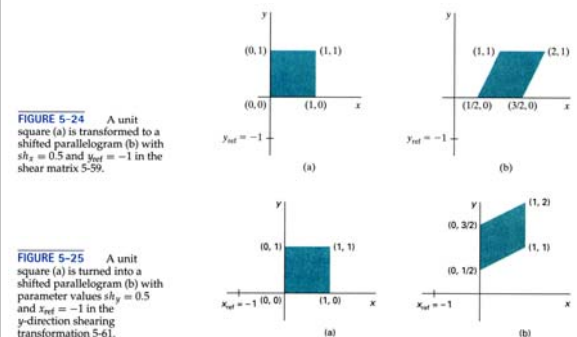 y
y
(0, 1)
(1, 1)
(1, 1)
(2, 1)
(0, 0)
(1, 0)
x
(1/2, 0)
(3/2, 0)
x
y_ref = -1
y_ref = -1
(a)
(b)
FIGURE 5-24 A unit
square (a) is transformed to a
shifted parallelogram (b) with
sh_x = 0.5 and y_ref = -1 in the
shear matrix 5-59.
y
y
(1, 2)
(0, 3/2)
(0, 1)
(1, 1)
(1, 1)
(0, 1/2)
x_ref = -1
(0, 0)
(1, 0)
x
x_ref = -1
x
(a)
(b)
FIGURE 5-25 A unit
square (a) is turned into a
shifted parallelogram (b) with
parameter values sh_y = 0.5
and x_ref = -1 in the
y-direction shearing
transformation 5-61.